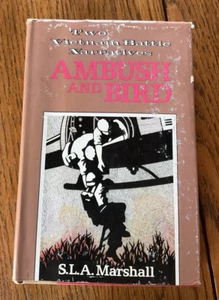 Two
Vietnam Battle
Narratives
AMBUSH
AND BIRD
S.L.A. Marshall